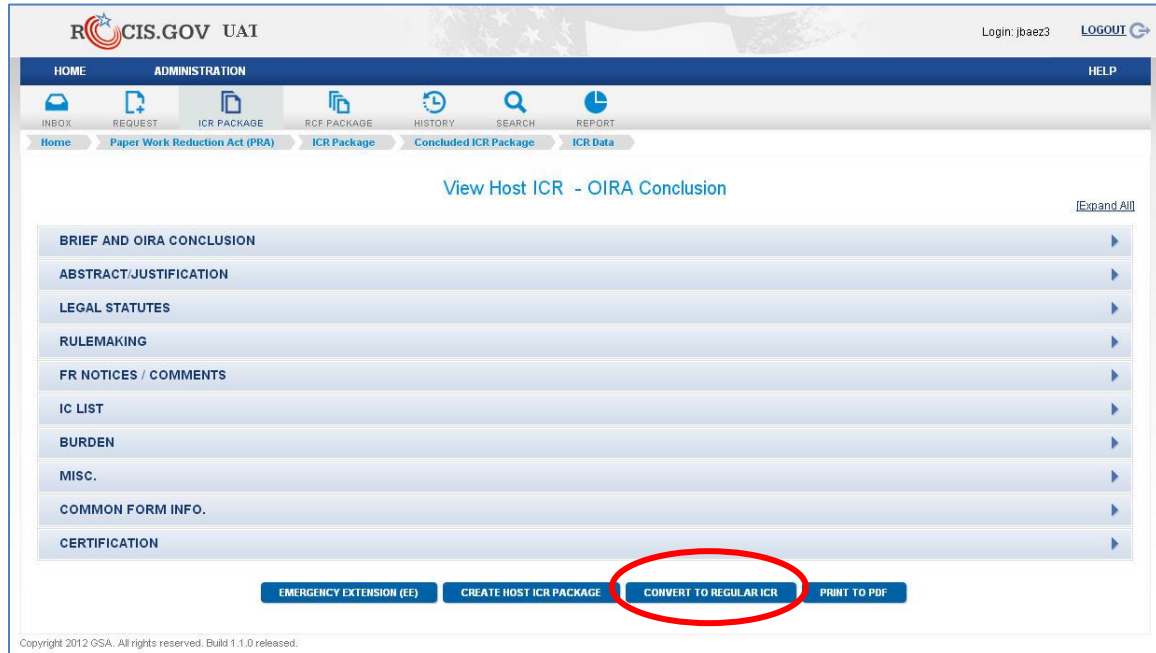 ROCIS.GOV UAT
Login: jbaez3 LOGOUT
HOME ADMINISTRATION HELP
INBOX REQUEST ICR PACKAGE RCF PACKAGE HISTORY SEARCH REPORT
Home Paper Work Reduction Act (PRA) ICR Package Concluded ICR Package ICR Data
View Host ICR - OIRA Conclusion
[Expand All]
BRIEF AND OIRA CONCLUSION
ABSTRACT/JUSTIFICATION
LEGAL STATUTES
RULEMAKING
FR NOTICES / COMMENTS
IC LIST
BURDEN
MISC.
COMMON FORM INFO.
CERTIFICATION
EMERGENCY EXTENSION (EE) CREATE HOST ICR PACKAGE CONVERT TO REGULAR ICR PRINT TO PDF
Copyright 2012 GSA. All rights reserved. Build 1.1.0 released.